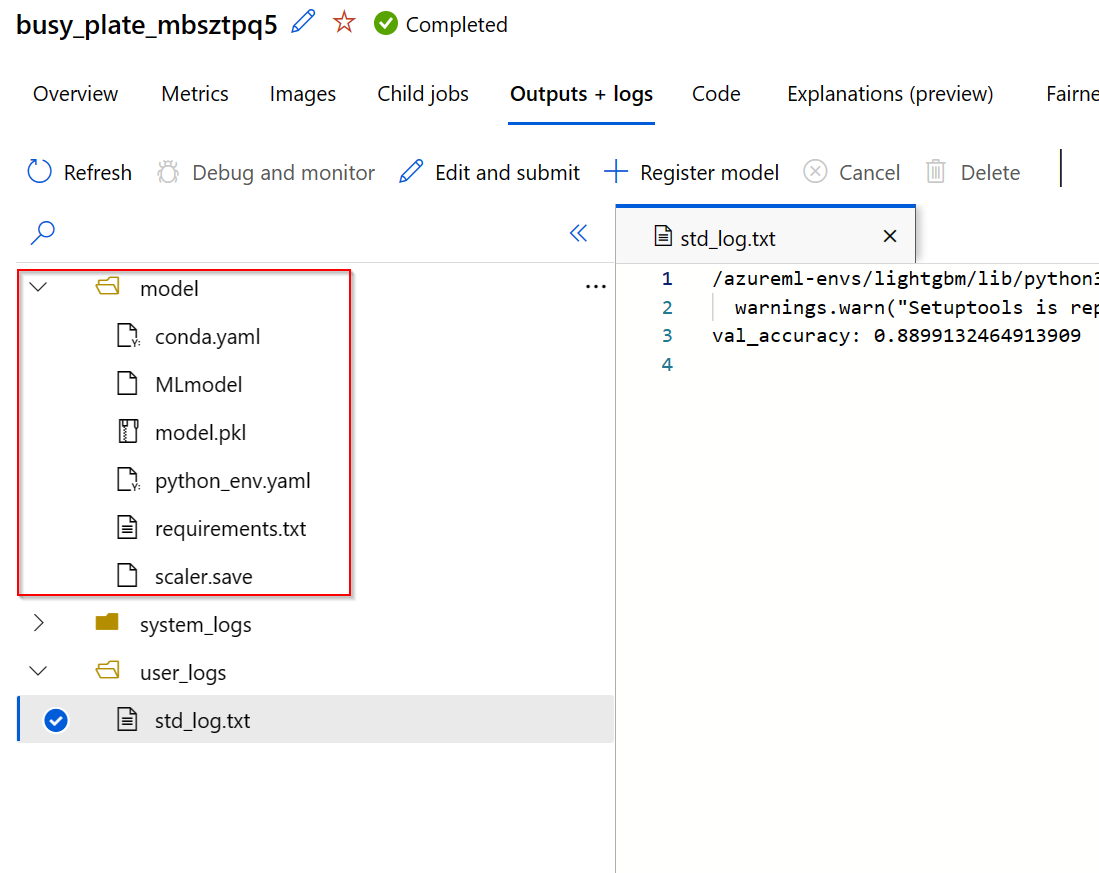 busy_plate_mbsztpq5 Completed
Overview Metrics Images Child jobs Outputs + logs Code Explanations (preview) Fairne
Refresh Debug and monitor Edit and submit Register model Cancel Delete
std_log.txt
model
conda.yaml
MLmodel
model.pkl
python_env.yaml
requirements.txt
scaler.save
system_logs
user_logs
std_log.txt
1 /azureml-envs/lightgbm/lib/python3
2 warnings.warn("Setuptools is rep
3 val_accuracy: 0.8899132464913909
4